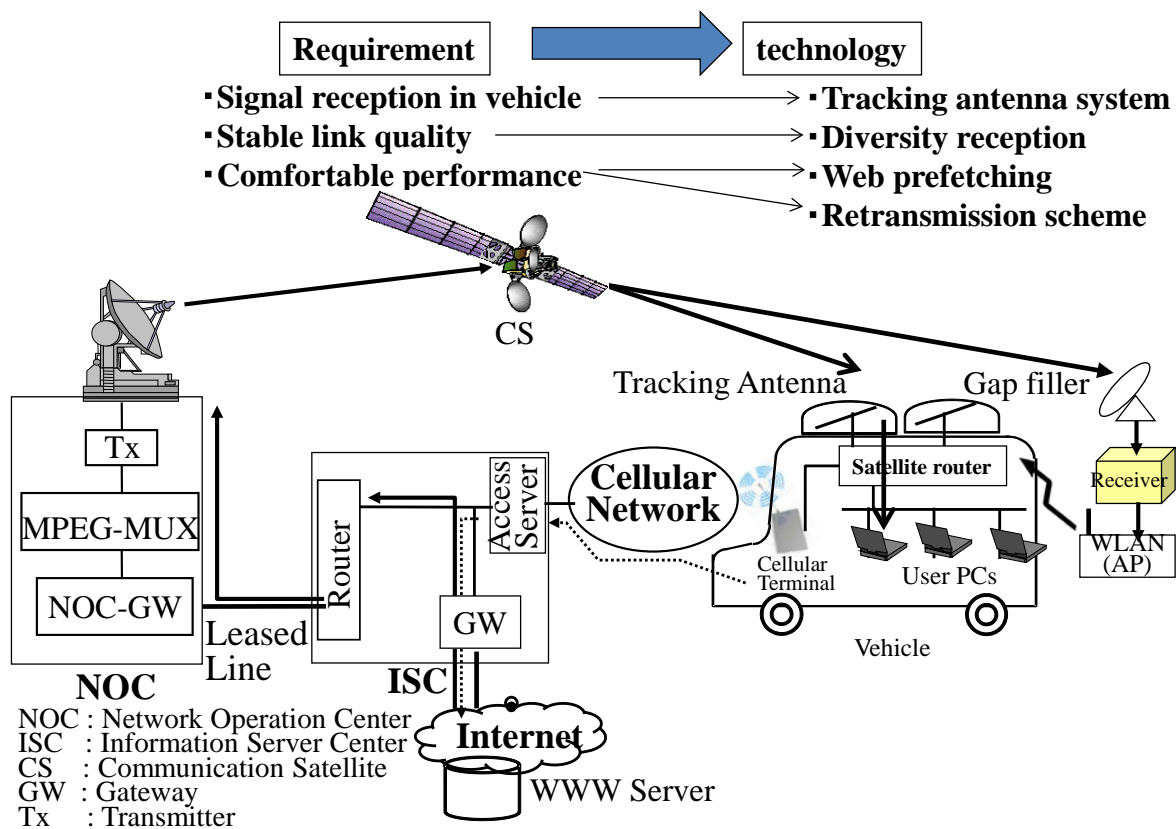 Requirement
technology
▪Signal reception in vehicle
▪Tracking antenna system
▪Stable link quality
▪Diversity reception
▪Comfortable performance
▪Web prefetching
▪Retransmission scheme
CS
Tracking Antenna
Gap filler
Tx
MPEG-MUX
NOC-GW
Leased
Line
NOC
Router
Access
Server
GW
ISC
Cellular
Network
Satellite router
Cellular
Terminal
User PCs
Vehicle
Receiver
WLAN
(AP)
Internet
WWW Server
NOC : Network Operation Center
ISC : Information Server Center
CS : Communication Satellite
GW : Gateway
Tx : Transmitter